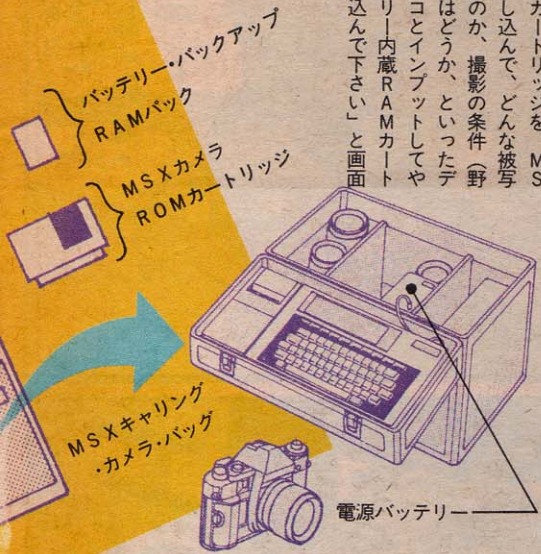 カートリッジを、MS
し込んで、どんな被写
のか、撮影の条件(野
はどうか、といったデ
コとインプットしてや
リー内蔵RAMカート
込んで下さい」と画面
バッテリー・バックアップ
RAMパック
MSXカメラ
ROMカートリッジ
MSXキャリング
・カメラ・バッグ
電源バッテリー